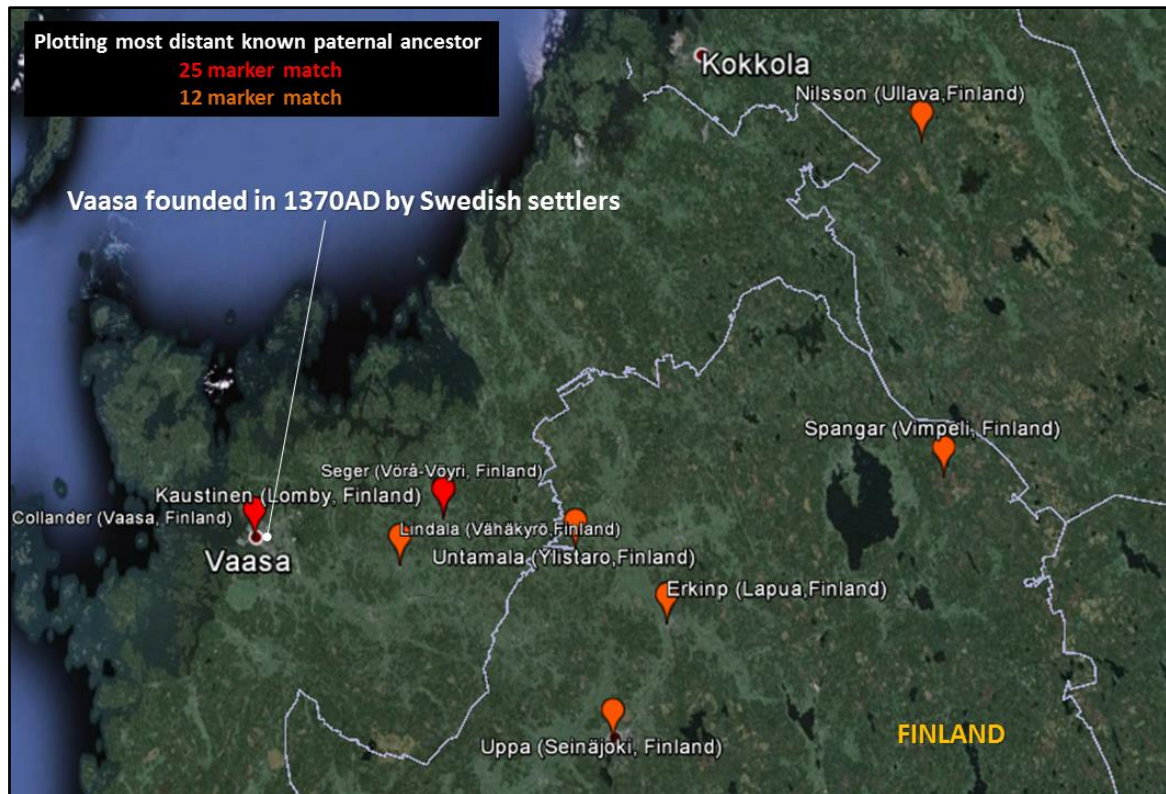 Plotting most distant known paternal ancestor
25 marker match
12 marker match
Kokkola
Nilsson (Ullava,Finland)
Vaasa founded in 1370AD by Swedish settlers
Spangar (Vimpeli, Finland)
Seger (Vörå-Vöyri, Finland)
Kaustinen (Lomby, Finland)
Collander (Vaasa, Finland)
Lindala (Vähäkyrö,Finland)
Vaasa
Untamala (Ylistaro,Finland)
Erkinp (Lapua,Finland)
Uppa (Seinäjoki, Finland)
FINLAND